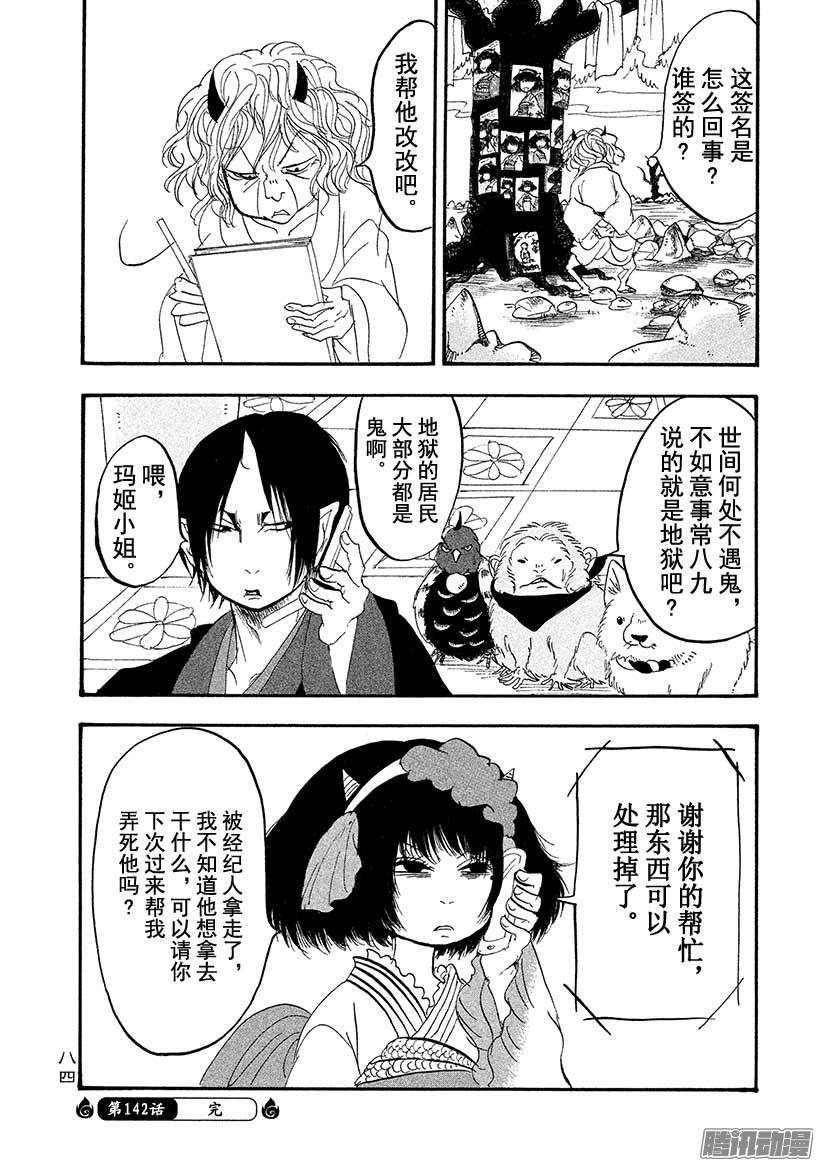 这签名是
怎么回事?
谁签的?
我帮他改改吧。
世间何处不遇鬼,
不如意事常八九
说的就是地狱吧?
地狱的居民
大部分都是
鬼啊。
喂,
玛姬小姐。
谢谢你的帮忙,
那东西可以
处理掉了。
被经纪人拿走了,
我不知道他想拿去
干什么,可以请你
下次过来帮我
弄死他吗?
八四
第142话 完
腾讯动漫